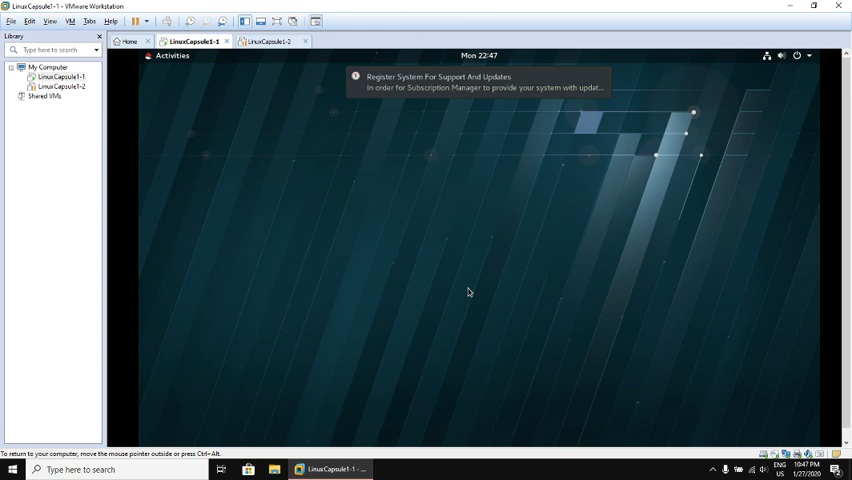 LinuxCapsule1-1 - VMware Workstation
File Edit View VM Tabs Help
Library
Type here to search
My Computer
LinuxCapsule1-1
LinuxCapsule1-2
Shared VMs
Home LinuxCapsule1-1 LinuxCapsule1-2
Activities Mon 22:47
Register System For Support And Updates
In order for Subscription Manager to provide your system with updat...
To return to your computer, move the mouse pointer outside or press Ctrl+Alt.
Type here to search
LinuxCapsule1-1 - ...
ENG
US
10:47 PM
1/27/2020
2